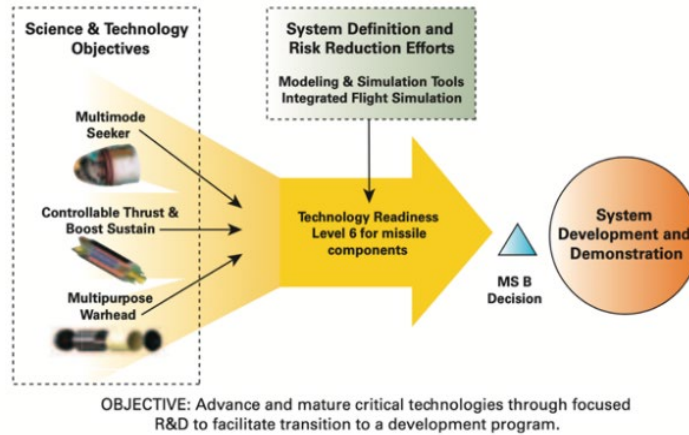 Science & Technology
Objectives
Multimode
Seeker
Controllable Thrust &
Boost Sustain
Multipurpose
Warhead
System Definition and
Risk Reduction Efforts
Modeling & Simulation Tools
Integrated Flight Simulation
Technology Readiness
Level 6 for missile
components
MS B
Decision
System
Development and
Demonstration
OBJECTIVE: Advance and mature critical technologies through focused
R&D to facilitate transition to a development program.